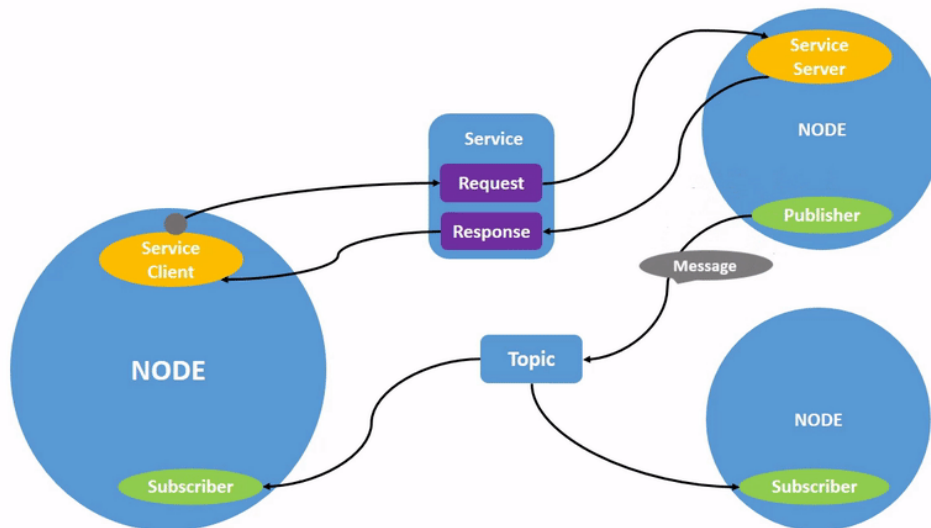 Service
Server
NODE
Publisher
Service
Request
Response
Message
Service
Client
NODE
Subscriber
Topic
NODE
Subscriber